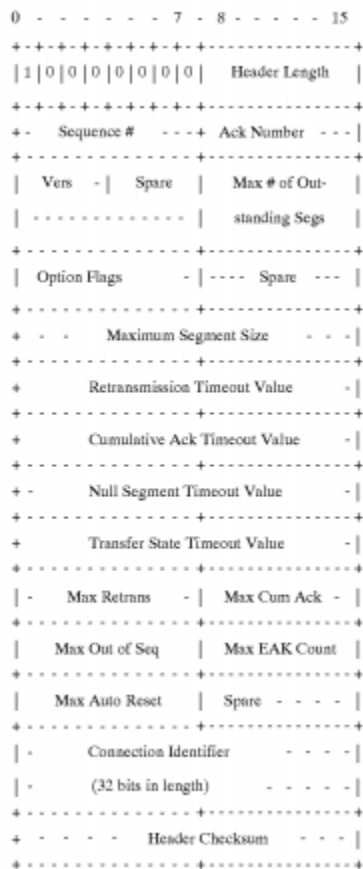 0 - - - - - 7 - 8 - - - - - 15
|1|0|0|0|0|0|0|0| Header Length |
+ - Sequence # - - - + Ack Number - - - |
| Vers - | Spare | Max # of Out- |
| - - - - - - - - - - - - - | standing Segs
| Option Flags - | - - - - Spare - - - |
+ - - Maximum Segment Size - - - |
+ Retransmission Timeout Value - |
+ Cumulative Ack Timeout Value - |
+ - Null Segment Timeout Value - |
+ Transfer State Timeout Value - |
| - Max Retrans - | Max Cum Ack - |
| Max Out of Seq | Max EAK Count |
| Max Auto Reset | Spare - - - - |
| - Connection Identifier - - - - |
| - (32 bits in length) - - - - - |
+ - - - - Header Checksum - - - |